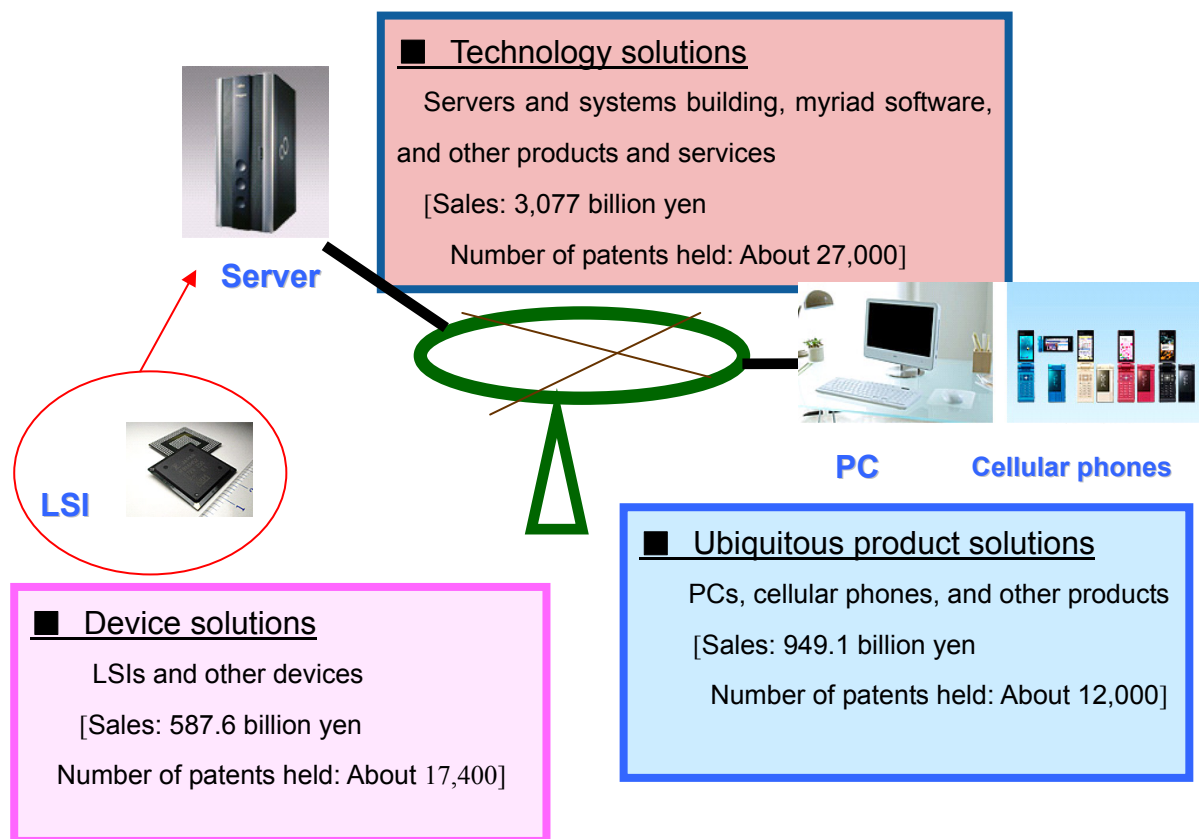 ■ Technology solutions
Servers and systems building, myriad software,
and other products and services
[Sales: 3,077 billion yen
Number of patents held: About 27,000]
Server
LSI
PC
Cellular phones
■ Ubiquitous product solutions
PCs, cellular phones, and other products
[Sales: 949.1 billion yen
Number of patents held: About 12,000]
■ Device solutions
LSIs and other devices
[Sales: 587.6 billion yen
Number of patents held: About 17,400]